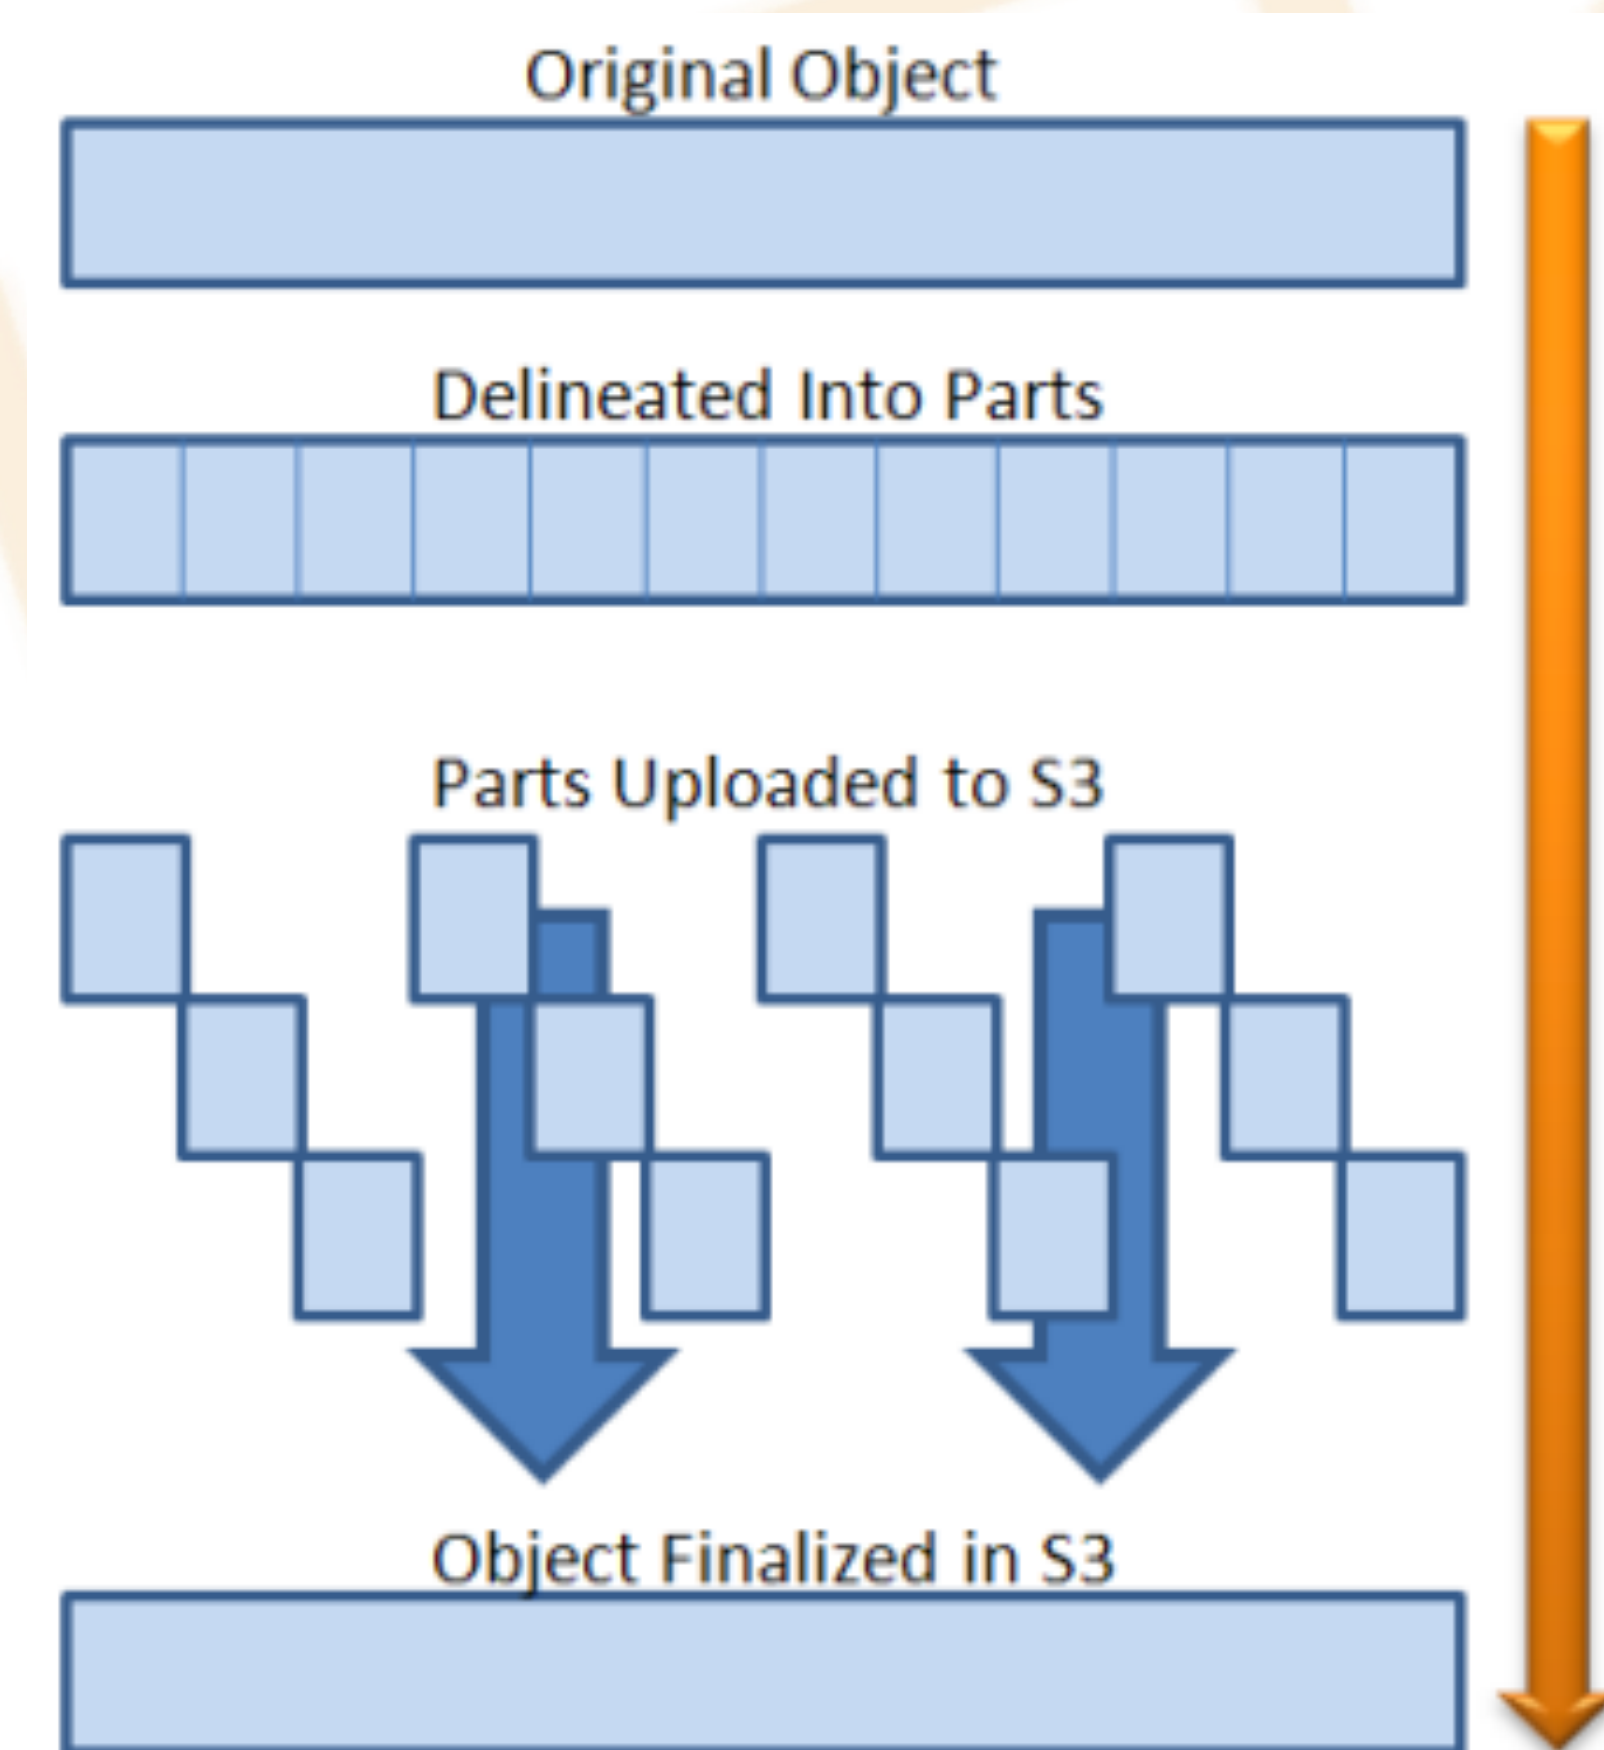 Original Object
Delineated Into Parts
Parts Uploaded to S3
Object Finalized in S3